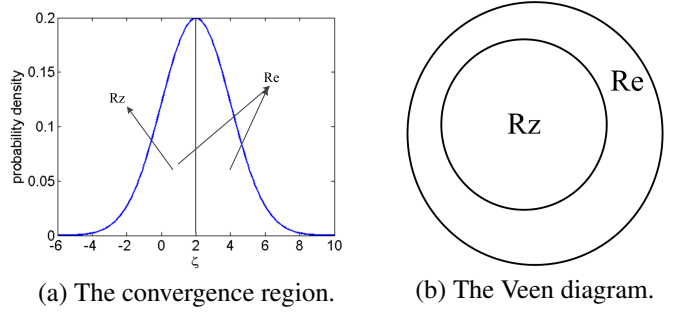 0.2
0.15
0.1
0.05
0
probability density
Rz
Re
-6 -4 -2 0 2 4 6 8 10
ζ
(a) The convergence region.
Re
Rz
(b) The Veen diagram.